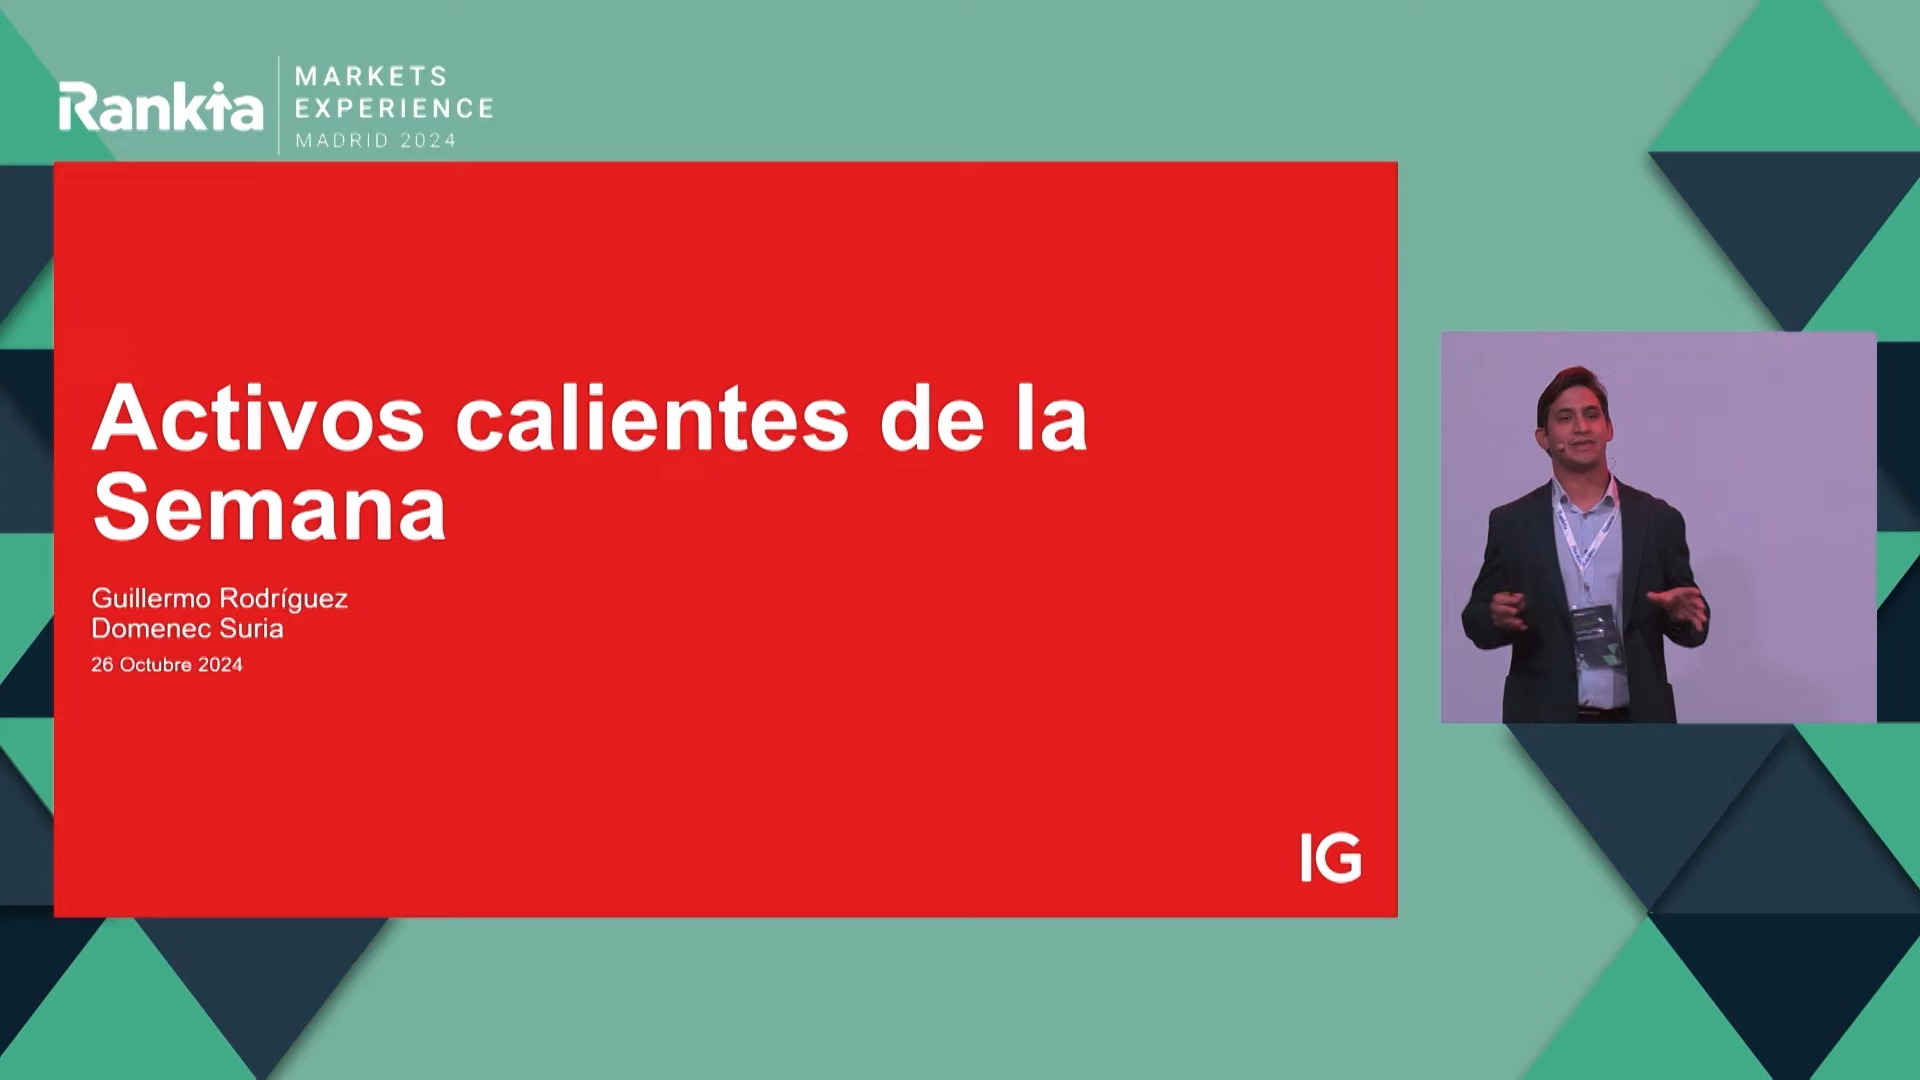 Rankia
MARKETS
EXPERIENCE
MADRID 2024
Activos calientes de la
Semana
Guillermo Rodríguez
Domenec Suria
26 Octubre 2024
IG